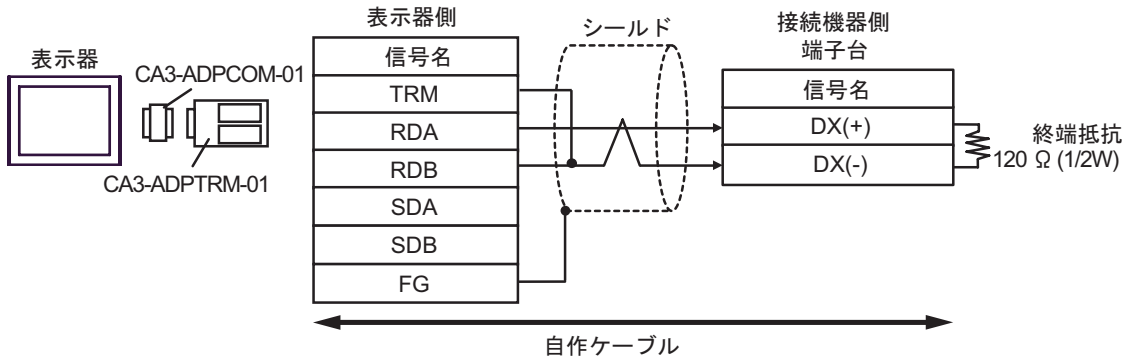 表示器
CA3-ADPCOM-01
CA3-ADPTRM-01
表示器側
信号名
TRM
RDA
RDB
SDA
SDB
FG
シールド
接続機器側
端子台
信号名
DX(+)
DX(-)
終端抵抗
120 Ω (1/2W)
自作ケーブル